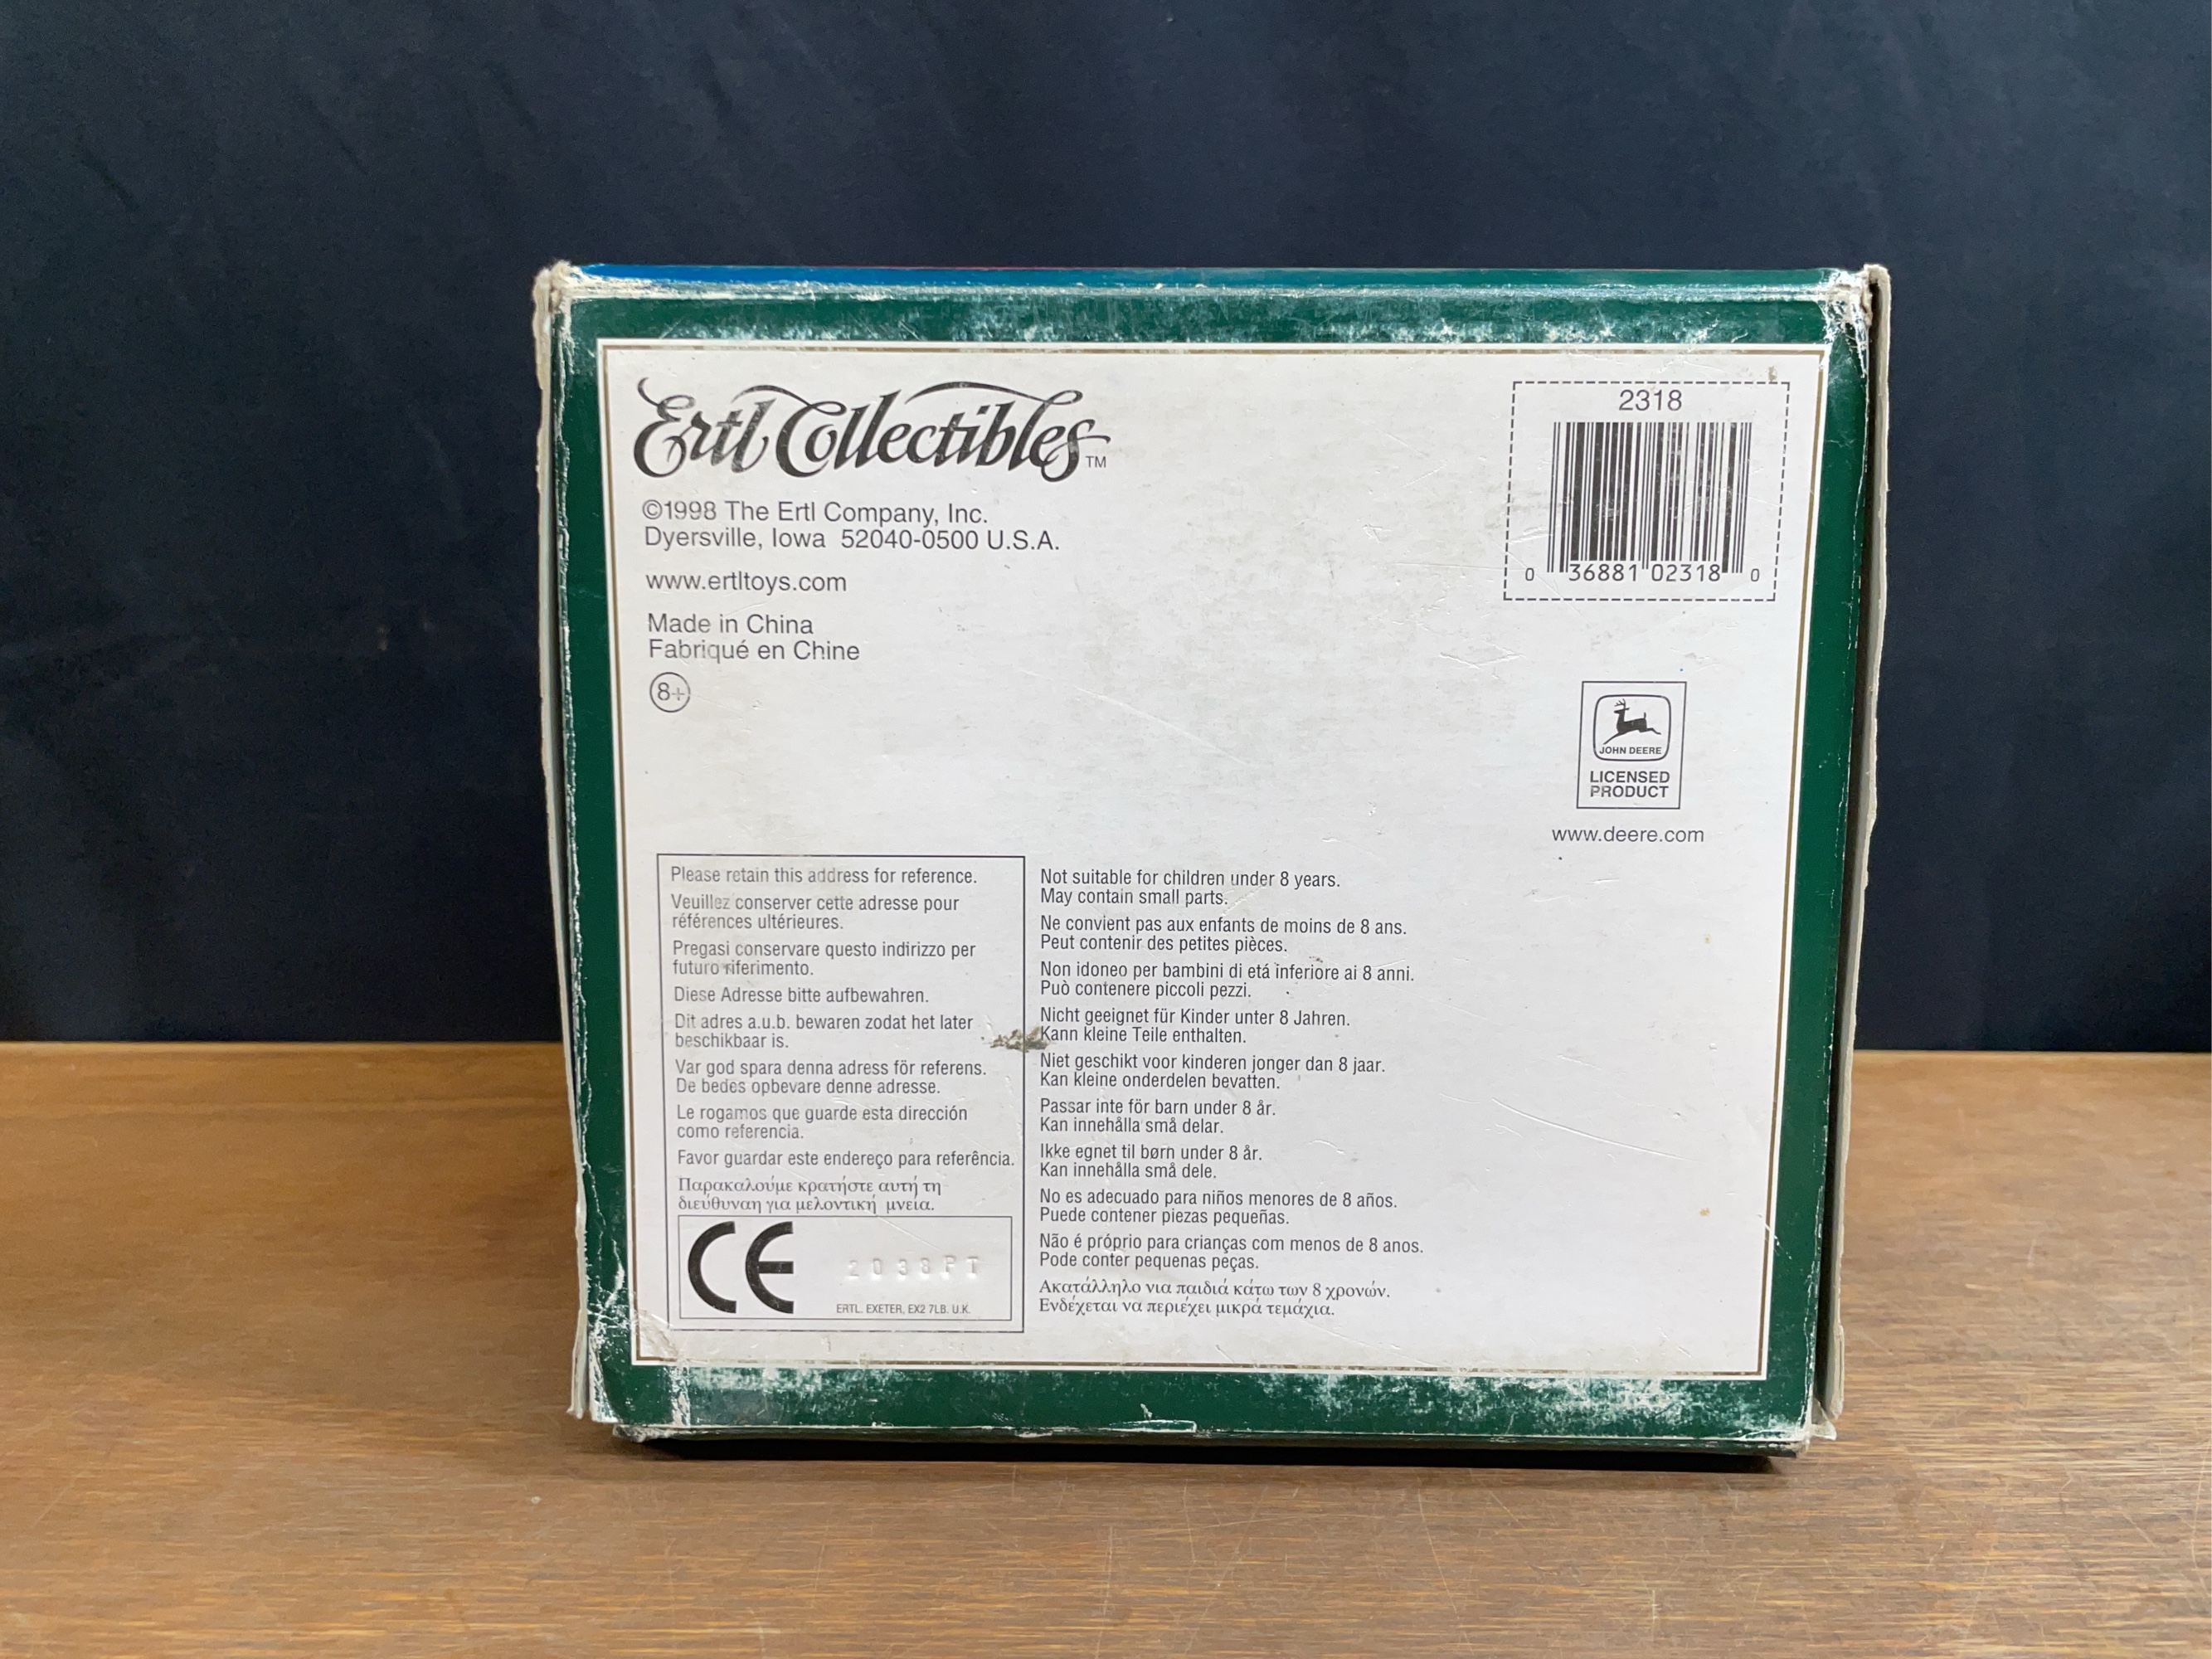 Ertl Collectibles™
©1998 The Ertl Company, Inc.
Dyersville, Iowa 52040-0500 U.S.A.
www.ertltoys.com
Made in China
Fabriqué en Chine
8+
2318
0 36881 02318 0
JOHN DEERE
LICENSED
PRODUCT
www.deere.com
Please retain this address for reference.
Veuillez conserver cette adresse pour
références ultérieures.
Pregasi conservare questo indirizzo per
futuro riferimento.
Diese Adresse bitte aufbewahren.
Dit adres a.u.b. bewaren zodat het later
beschikbaar is.
Var god spara denna adress för referens.
De bedes opbevare denne adresse.
Le rogamos que guarde esta dirección
como referencia.
Favor guardar este endereço para referência.
Παρακαλούμε κρατήστε αυτή τη
διεύθυναη για μελοντική μνεία.
CE
2038PT
ERTL. EXETER, EX2 7LB. U.K.
Not suitable for children under 8 years.
May contain small parts.
Ne convient pas aux enfants de moins de 8 ans.
Peut contenir des petites pièces.
Non idoneo per bambini di etá inferiore ai 8 anni.
Può contenere piccoli pezzi.
Nicht geeignet für Kinder unter 8 Jahren.
Kann kleine Teile enthalten.
Niet geschikt voor kinderen jonger dan 8 jaar.
Kan kleine onderdelen bevatten.
Passar inte för barn under 8 år.
Kan innehålla små delar.
Ikke egnet til børn under 8 år.
Kan innehålla små dele.
No es adecuado para niños menores de 8 años.
Puede contener piezas pequeñas.
Não é próprio para crianças com menos de 8 anos.
Pode conter pequenas peças.
Ακατάλληλο νια παιδιά κάτω των 8 χρονών.
Ενδέχεται να περιέχει μικρά τεμάχια.